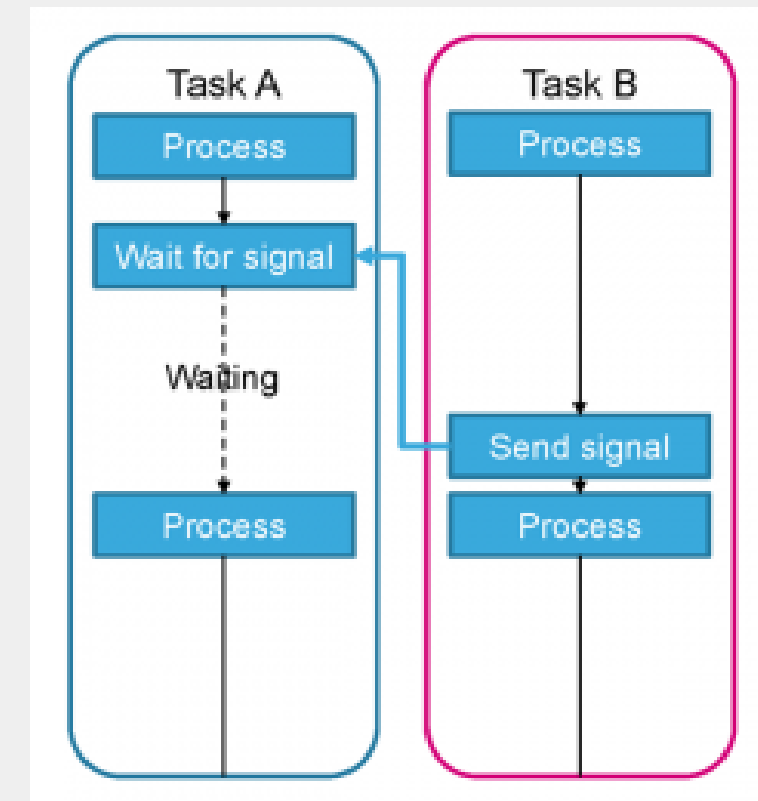 Task A
Process
Wait for signal
Waiting
Process
Task B
Process
Send signal
Process